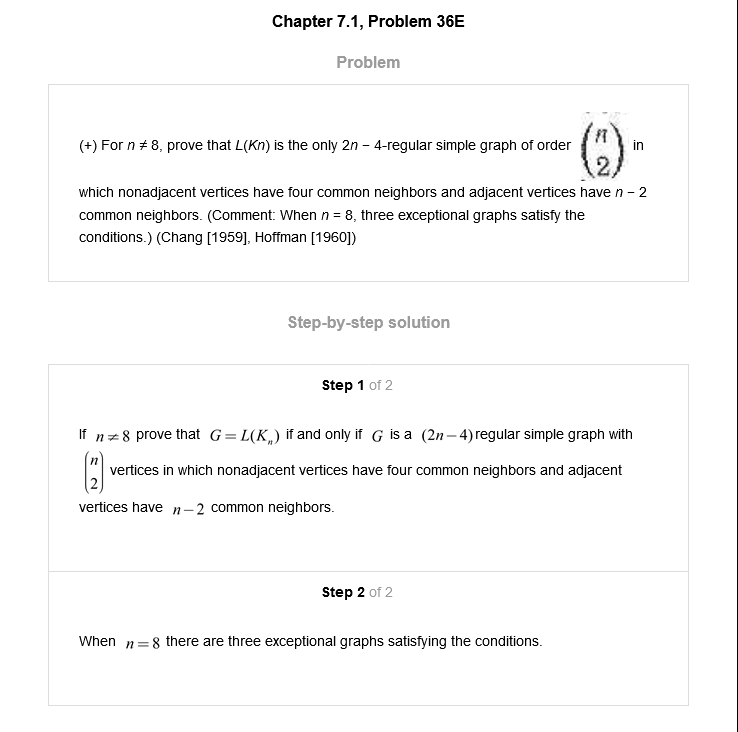 Chapter 7.1, Problem 36E
Problem
(+) For n ≠ 8, prove that L(Kn) is the only 2n − 4-regular simple graph of order (n 2) in
which nonadjacent vertices have four common neighbors and adjacent vertices have n − 2
common neighbors. (Comment: When n = 8, three exceptional graphs satisfy the
conditions.) (Chang [1959], Hoffman [1960])
Step-by-step solution
Step 1 of 2
If n ≠ 8 prove that G = L(Kₙ) if and only if G is a (2n − 4) regular simple graph with
(n 2) vertices in which nonadjacent vertices have four common neighbors and adjacent
vertices have n − 2 common neighbors.
Step 2 of 2
When n = 8 there are three exceptional graphs satisfying the conditions.